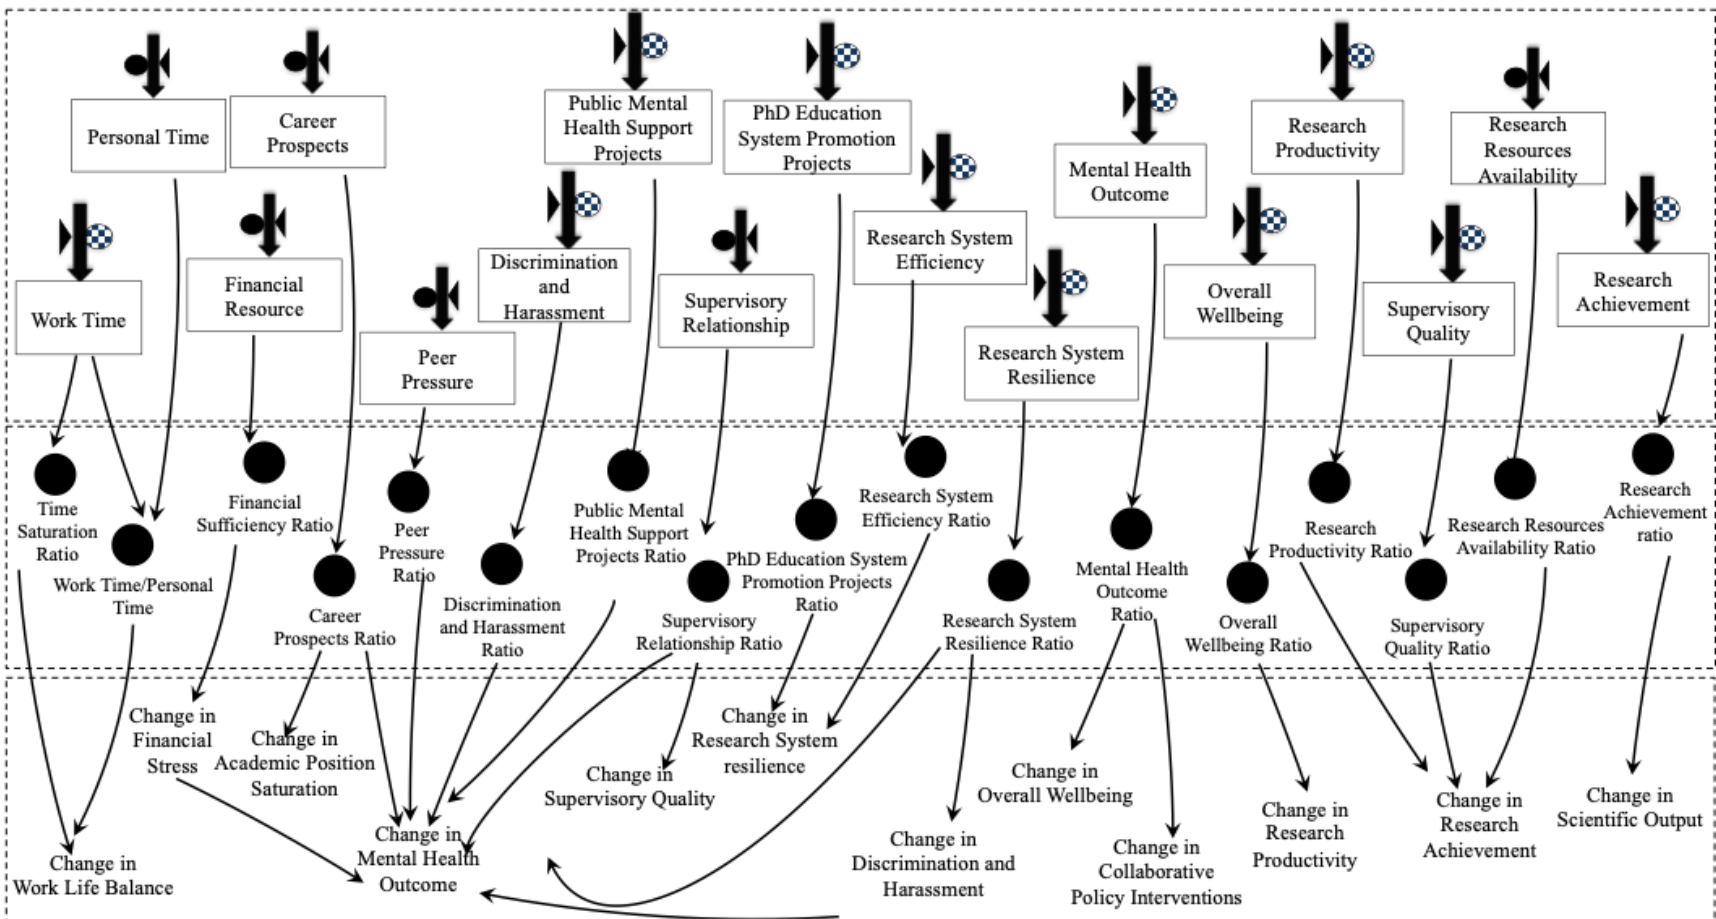 Personal Time
Career
Prospects
Public Mental
Health Support
Projects
PhD Education
System Promotion
Projects
Research
Productivity
Research
Resources
Availability
Mental Health
Outcome
Work Time
Financial
Resource
Peer
Pressure
Discrimination
and
Harassment
Supervisory
Relationship
Research System
Efficiency
Research System
Resilience
Overall
Wellbeing
Supervisory
Quality
Research
Achievement
Time
Saturation
Ratio
Work Time/Personal
Time
Financial
Sufficiency Ratio
Career
Prospects Ratio
Peer
Pressure
Ratio
Discrimination
and Harassment
Ratio
Public Mental
Health Support
Projects Ratio
Supervisory
Relationship Ratio
PhD Education System
Promotion Projects
Ratio
Research System
Efficiency Ratio
Research System
Resilience Ratio
Mental Health
Outcome
Ratio
Overall
Wellbeing Ratio
Research
Productivity Ratio
Supervisory
Quality Ratio
Research Resources
Availability Ratio
Research
Achievement
ratio
Change in
Work Life Balance
Change in
Financial
Stress
Change in
Academic Position
Saturation
Change in
Mental Health
Outcome
Change in
Supervisory Quality
Change in
Research System
resilience
Change in
Discrimination and
Harassment
Change in
Overall Wellbeing
Change in
Collaborative
Policy Interventions
Change in
Research
Productivity
Change in
Research
Achievement
Change in
Scientific Output